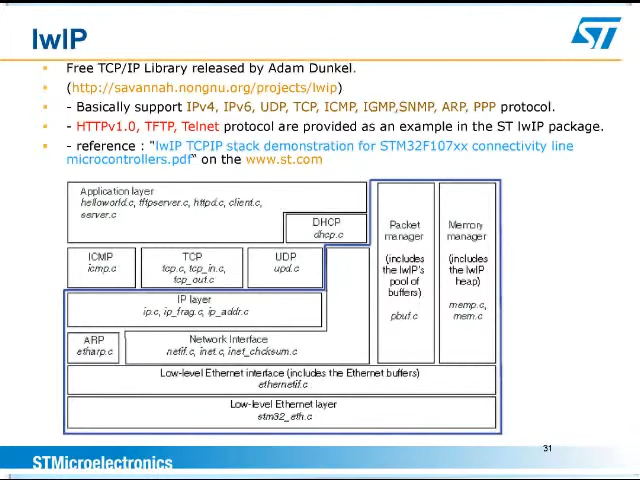 lwIP
ST
Free TCP/IP Library released by Adam Dunkel.
(http://savannah.nongnu.org/projects/lwip)
- Basically support IPv4, IPv6, UDP, TCP, ICMP, IGMP,SNMP, ARP, PPP protocol.
- HTTPv1.0, TFTP, Telnet protocol are provided as an example in the ST lwIP package.
- reference : "lwIP TCPIP stack demonstration for STM32F107xx connectivity line
microcontrollers.pdf" on the www.st.com
Application layer
helloworld.c, tftpserver.c, httpd.c, client.c,
server.c
DHCP
dhcp.c
Packet
manager
(includes
the lwIP's
pool of
buffers)
pbuf.c
Memory
manager
(includes
the lwIP
heap)
memp.c,
mem.c
ICMP
icmp.c
TCP
tcp.c, tcp_in.c,
tcp_out.c
UDP
upd.c
IP layer
ip.c, ip_frag.c, ip_addr.c
ARP
etharp.c
Network Interface
netif.c, inet.c, inet_chcksum.c
Low-level Ethernet interface (includes the Ethernet buffers)
ethernetif.c
Low-level Ethernet layer
stm32_eth.c
31
STMicroelectronics